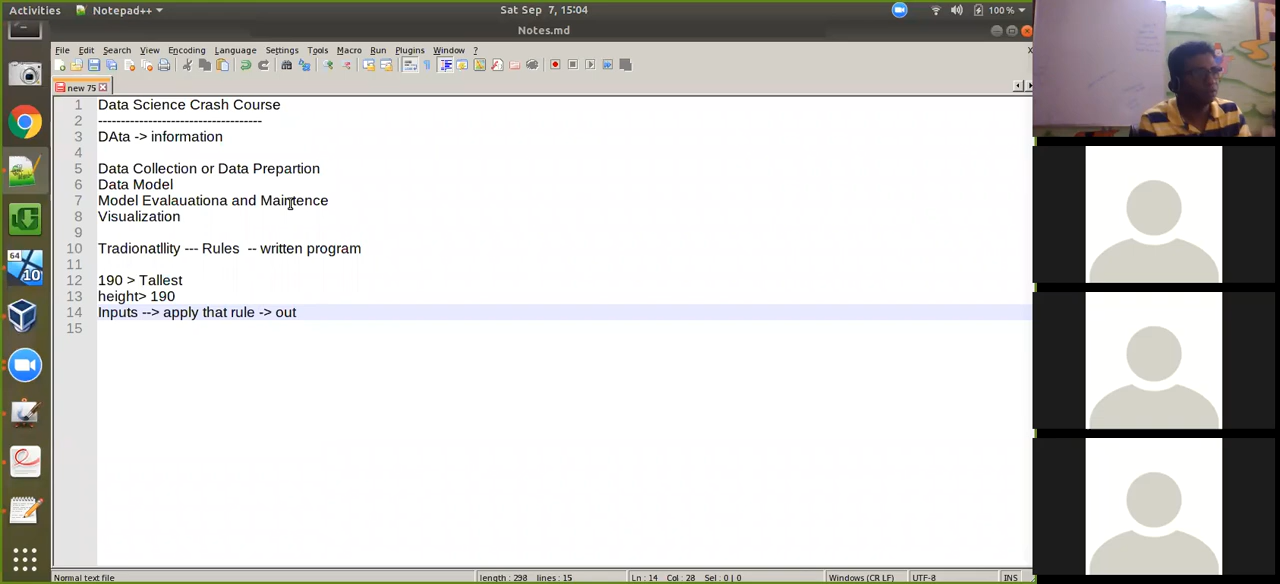 Activities Notepad++ Sat Sep 7, 15:04 100 %
Notes.md
File Edit Search View Encoding Language Settings Tools Macro Run Plugins Window ?
new 75
1 Data Science Crash Course
2 ------------------------------------
3 DAta -> information
4
5 Data Collection or Data Prepartion
6 Data Model
7 Model Evalauationa and Maintence
8 Visualization
9
10 Tradionatllity --- Rules -- written program
11
12 190 > Tallest
13 height> 190
14 Inputs --> apply that rule -> out
15
64
10
Normal text file length : 298 lines : 15 Ln : 14 Col : 28 Sel : 0 | 0 Windows (CR LF) UTF-8 INS